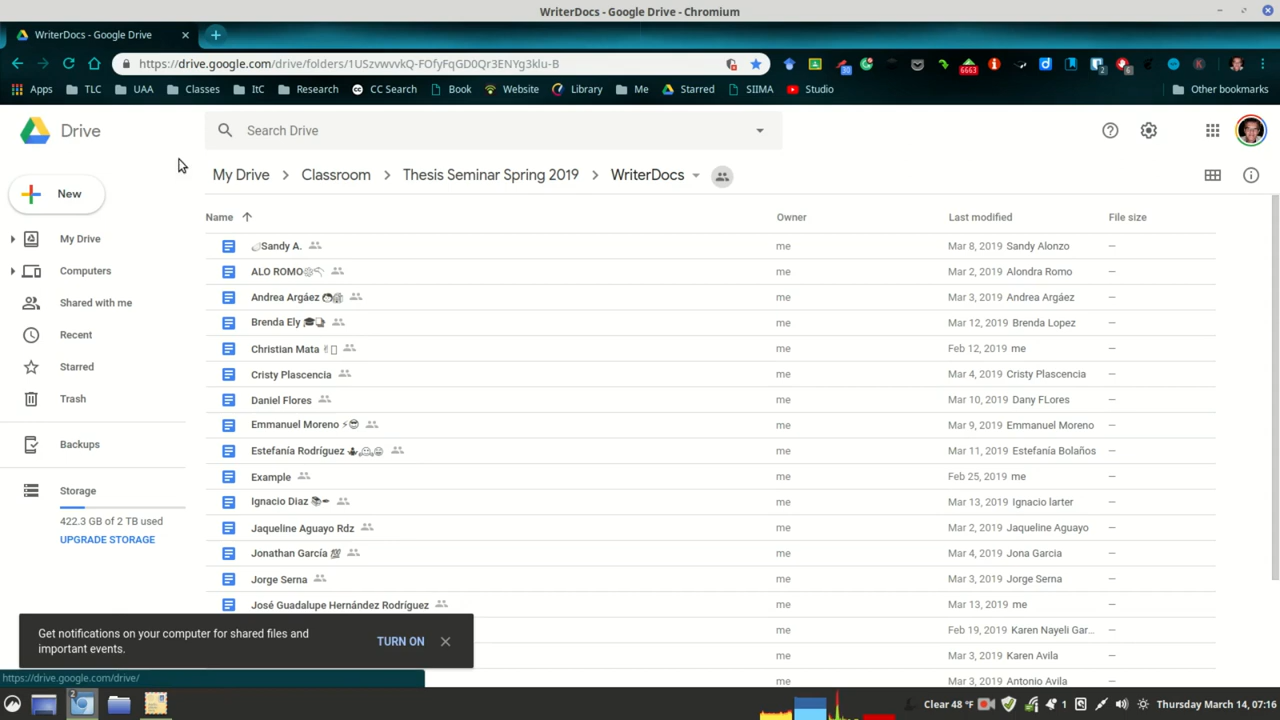 WriterDocs - Google Drive - Chromium
WriterDocs - Google Drive
https://drive.google.com/drive/folders/1USzvwvvkQ-FOfyFqGD0Qr3ENYg3klu-B
30
6663
2
6
Apps TLC UAA Classes ItC Research CC Search Book Website Library Me Starred SIIMA Studio Other bookmarks
Drive
Search Drive
My Drive > Classroom > Thesis Seminar Spring 2019 > WriterDocs
New
Name Owner Last modified File size
My Drive
Computers
Shared with me
Recent
Starred
Trash
Backups
Storage
422.3 GB of 2 TB used
UPGRADE STORAGE
Sandy A. me Mar 8, 2019 Sandy Alonzo –
ALO ROMO me Mar 2, 2019 Alondra Romo –
Andrea Argáez me Mar 3, 2019 Andrea Argáez –
Brenda Ely me Mar 12, 2019 Brenda Lopez –
Christian Mata me Feb 12, 2019 me –
Cristy Plascencia me Mar 4, 2019 Cristy Plascencia –
Daniel Flores me Mar 10, 2019 Dany FLores –
Emmanuel Moreno me Mar 9, 2019 Emmanuel Moreno –
Estefanía Rodríguez me Mar 11, 2019 Estefanía Bolaños –
Example me Feb 25, 2019 me –
Ignacio Diaz me Mar 13, 2019 Ignacio larter –
Jaqueline Aguayo Rdz me Mar 2, 2019 Jaqueline Aguayo –
Jonathan García me Mar 4, 2019 Jona Garcia –
Jorge Serna me Mar 3, 2019 Jorge Serna –
José Guadalupe Hernández Rodríguez me Mar 13, 2019 me –
me Feb 19, 2019 Karen Nayeli Gar... –
me Mar 3, 2019 Karen Avila –
me Mar 3, 2019 Antonio Avila –
Get notifications on your computer for shared files and
important events.
TURN ON
https://drive.google.com/drive/
2
Clear 48 °F 1 Thursday March 14, 07:16